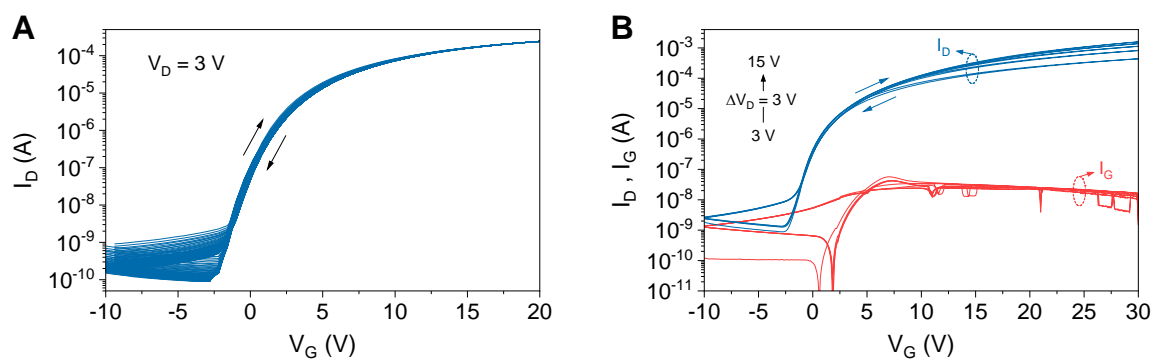 A
V_D = 3 V
I_D (A)
10^-4
10^-5
10^-6
10^-7
10^-8
10^-9
10^-10
-10 -5 0 5 10 15 20
V_G (V)
B
I_D
15 V
ΔV_D = 3 V
3 V
I_G
I_D , I_G (A)
10^-3
10^-4
10^-5
10^-6
10^-7
10^-8
10^-9
10^-10
10^-11
-10 -5 0 5 10 15 20 25 30
V_G (V)